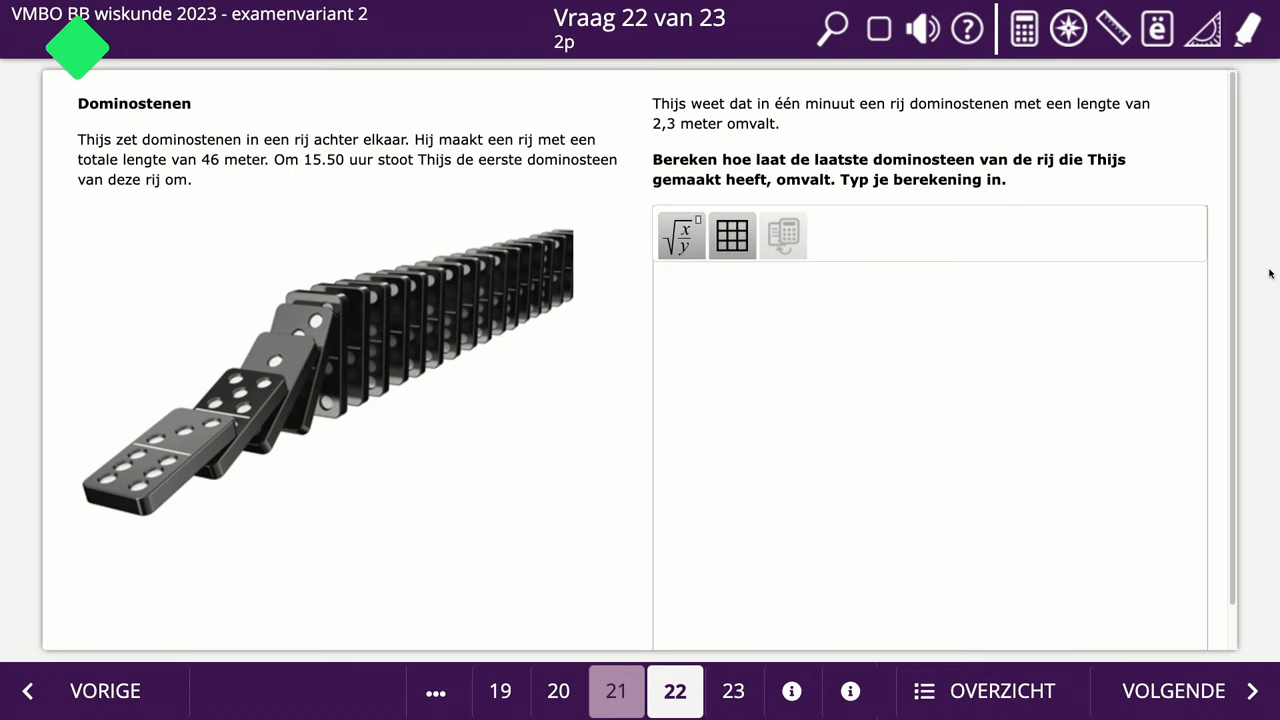 VMBO BB wiskunde 2023 - examenvariant 2
Vraag 22 van 23
2p
Dominostenen
Thijs zet dominostenen in een rij achter elkaar. Hij maakt een rij met een
totale lengte van 46 meter. Om 15.50 uur stoot Thijs de eerste dominosteen
van deze rij om.
Thijs weet dat in één minuut een rij dominostenen met een lengte van
2,3 meter omvalt.
Bereken hoe laat de laatste dominosteen van de rij die Thijs
gemaakt heeft, omvalt. Typ je berekening in.
VORIGE
... 19 20 21 22 23
OVERZICHT
VOLGENDE